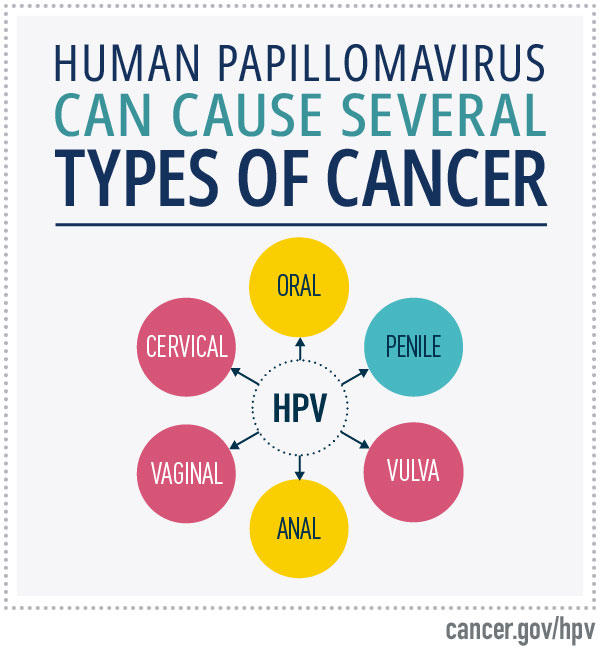 HUMAN PAPILLOMAVIRUS
CAN CAUSE SEVERAL
TYPES OF CANCER
ORAL
CERVICAL
PENILE
HPV
VAGINAL
VULVA
ANAL
cancer.gov/hpv